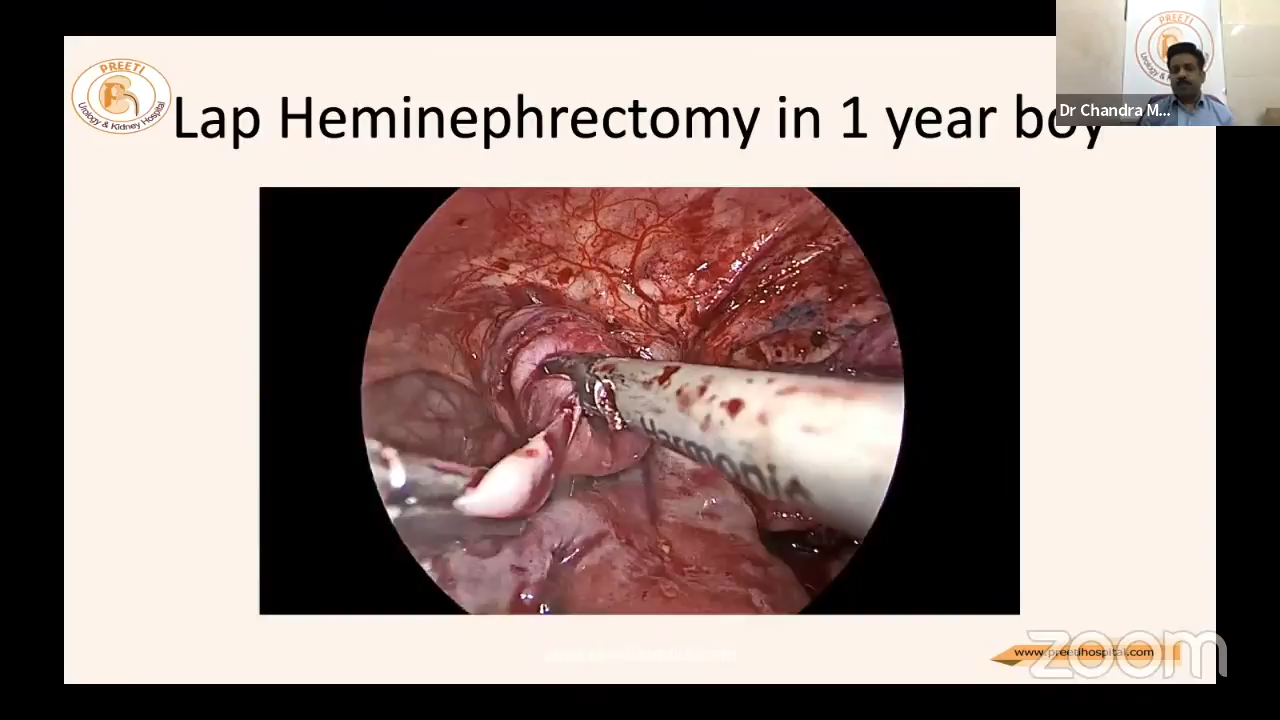 PREETI
Urology & Kidney Hospital
Lap Heminephrectomy in 1 year boy
Dr Chandra M...
Harmonic
www.preetihospital.com
zoom